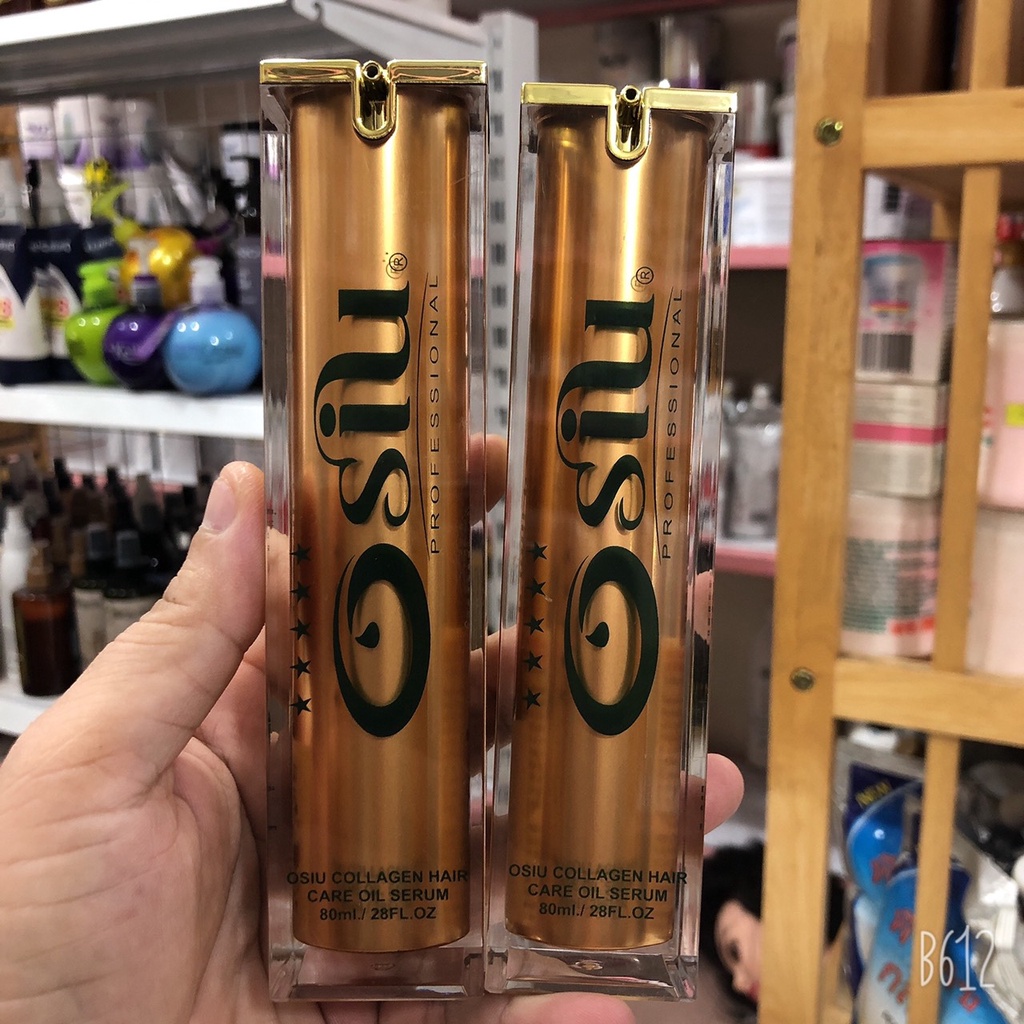 Osiu®
PROFESSIONAL
★★★★★
OSIU COLLAGEN HAIR
CARE OIL SERUM
80ml./ 28FL.OZ
Osiu®
PROFESSIONAL
★★★★★
OSIU COLLAGEN HAIR
CARE OIL SERUM
80ml./ 28FL.OZ
B612